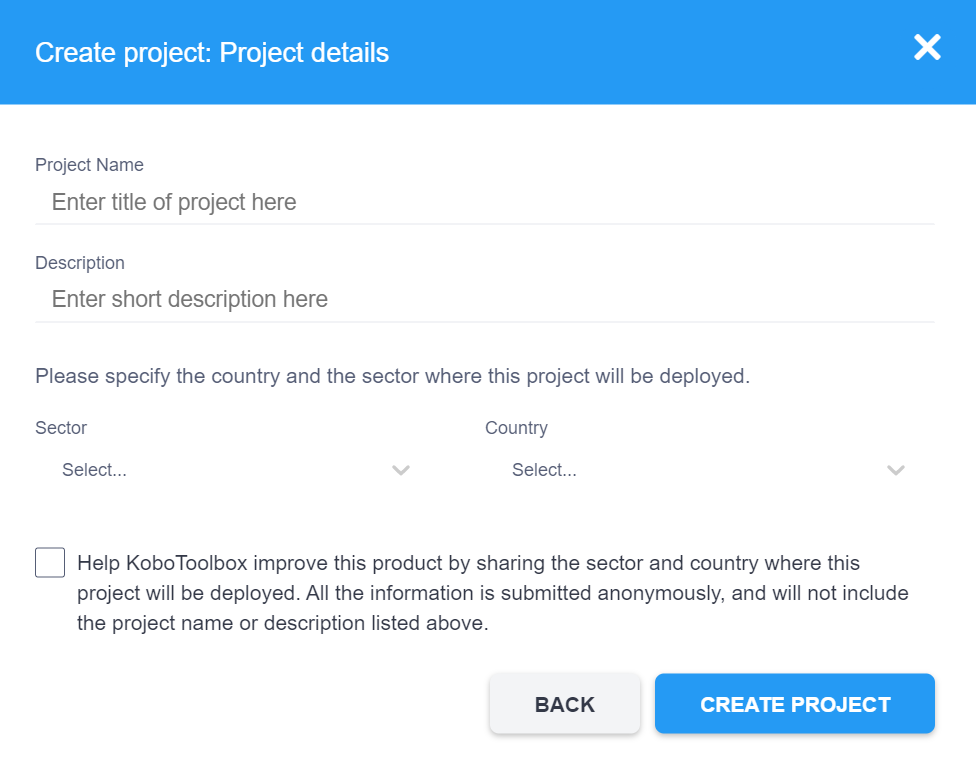 Create project: Project details
Project Name
Enter title of project here
Description
Enter short description here
Please specify the country and the sector where this project will be deployed.
Sector
Country
Select...
Select...
Help KoboToolbox improve this product by sharing the sector and country where this
project will be deployed. All the information is submitted anonymously, and will not include
the project name or description listed above.
BACK
CREATE PROJECT